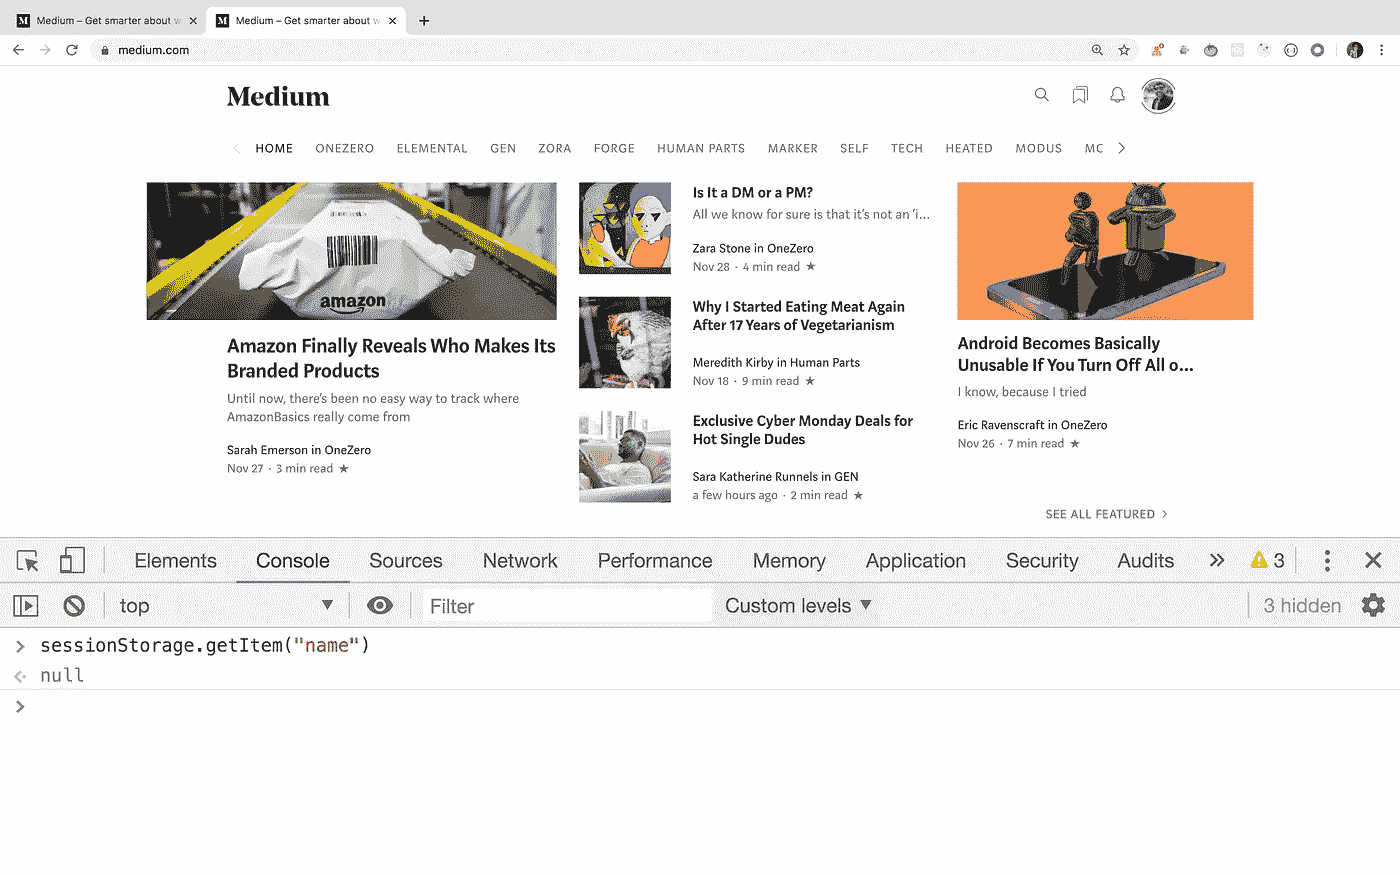 Medium – Get smarter about w
Medium – Get smarter about w
medium.com
Medium
HOME ONEZERO ELEMENTAL GEN ZORA FORGE HUMAN PARTS MARKER SELF TECH HEATED MODUS MC
amazon
Amazon Finally Reveals Who Makes Its
Branded Products
Until now, there's been no easy way to track where
AmazonBasics really come from
Sarah Emerson in OneZero
Nov 27 · 3 min read ★
Is It a DM or a PM?
All we know for sure is that it's not an 'i...
Zara Stone in OneZero
Nov 28 · 4 min read ★
Why I Started Eating Meat Again
After 17 Years of Vegetarianism
Meredith Kirby in Human Parts
Nov 18 · 9 min read ★
Exclusive Cyber Monday Deals for
Hot Single Dudes
Sara Katherine Runnels in GEN
a few hours ago · 2 min read ★
Android Becomes Basically
Unusable If You Turn Off All o...
I know, because I tried
Eric Ravenscraft in OneZero
Nov 26 · 7 min read ★
SEE ALL FEATURED
Elements Console Sources Network Performance Memory Application Security Audits » 3
top Filter Custom levels 3 hidden
sessionStorage.getItem("name")
null